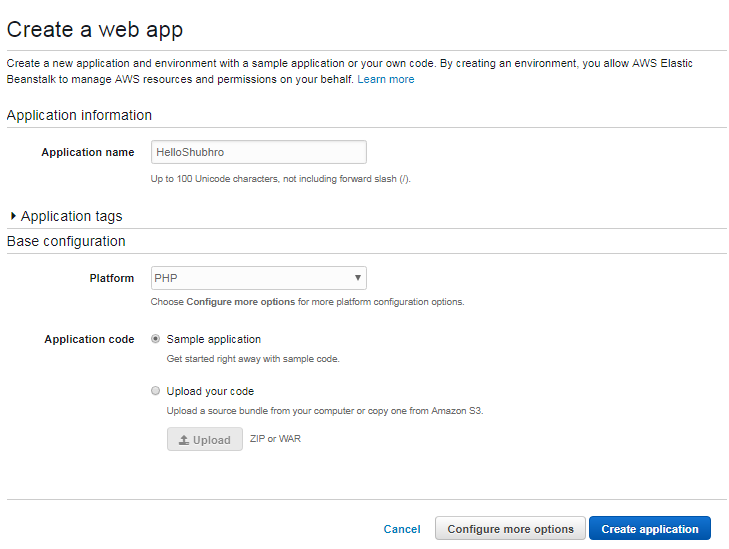 Create a web app
Create a new application and environment with a sample application or your own code. By creating an environment, you allow AWS Elastic
Beanstalk to manage AWS resources and permissions on your behalf. Learn more
Application information
Application name HelloShubhro
Up to 100 Unicode characters, not including forward slash (/).
Application tags
Base configuration
Platform PHP
Choose Configure more options for more platform configuration options.
Application code Sample application
Get started right away with sample code.
Upload your code
Upload a source bundle from your computer or copy one from Amazon S3.
Upload ZIP or WAR
Cancel Configure more options Create application